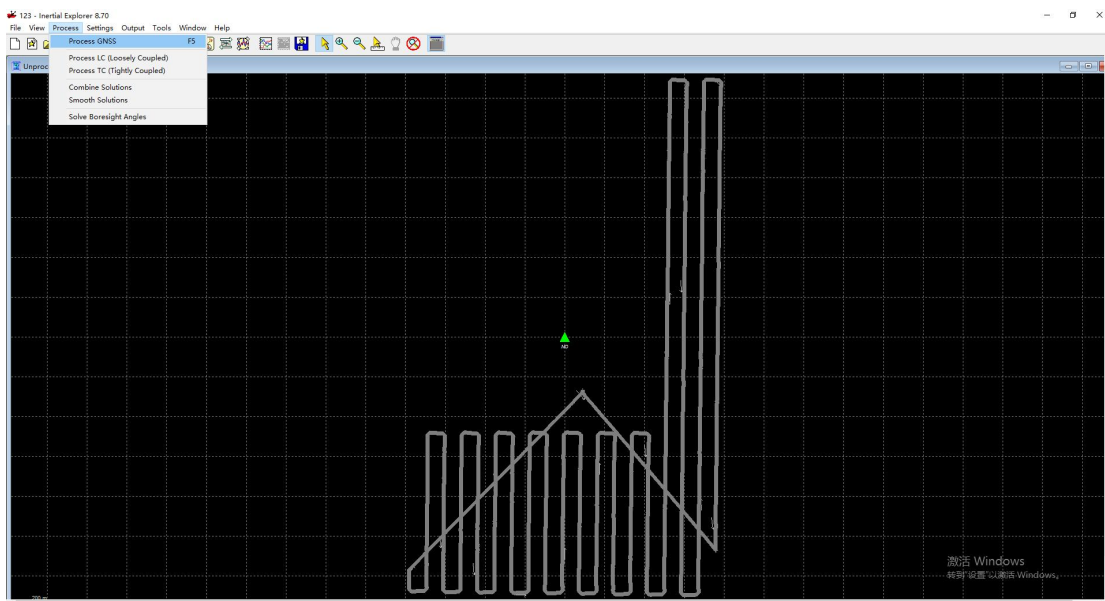 123 - Inertial Explorer 8.70
File View Process Settings Output Tools Window Help
Process GNSS F5
Process LC (Loosely Coupled)
Process TC (Tightly Coupled)
Combine Solutions
Smooth Solutions
Solve Boresight Angles
Unproc
激活 Windows
转到"设置"以激活 Windows。